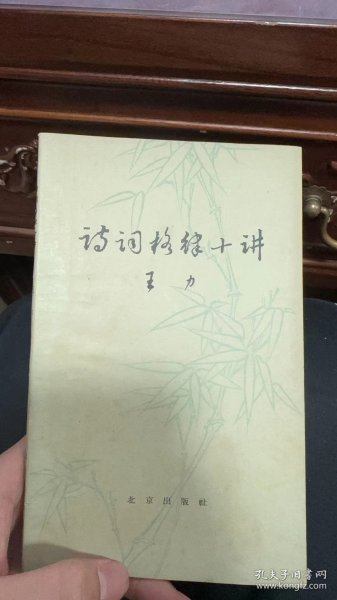 诗词格律十讲
王力
北京出版社
孔夫子旧书网